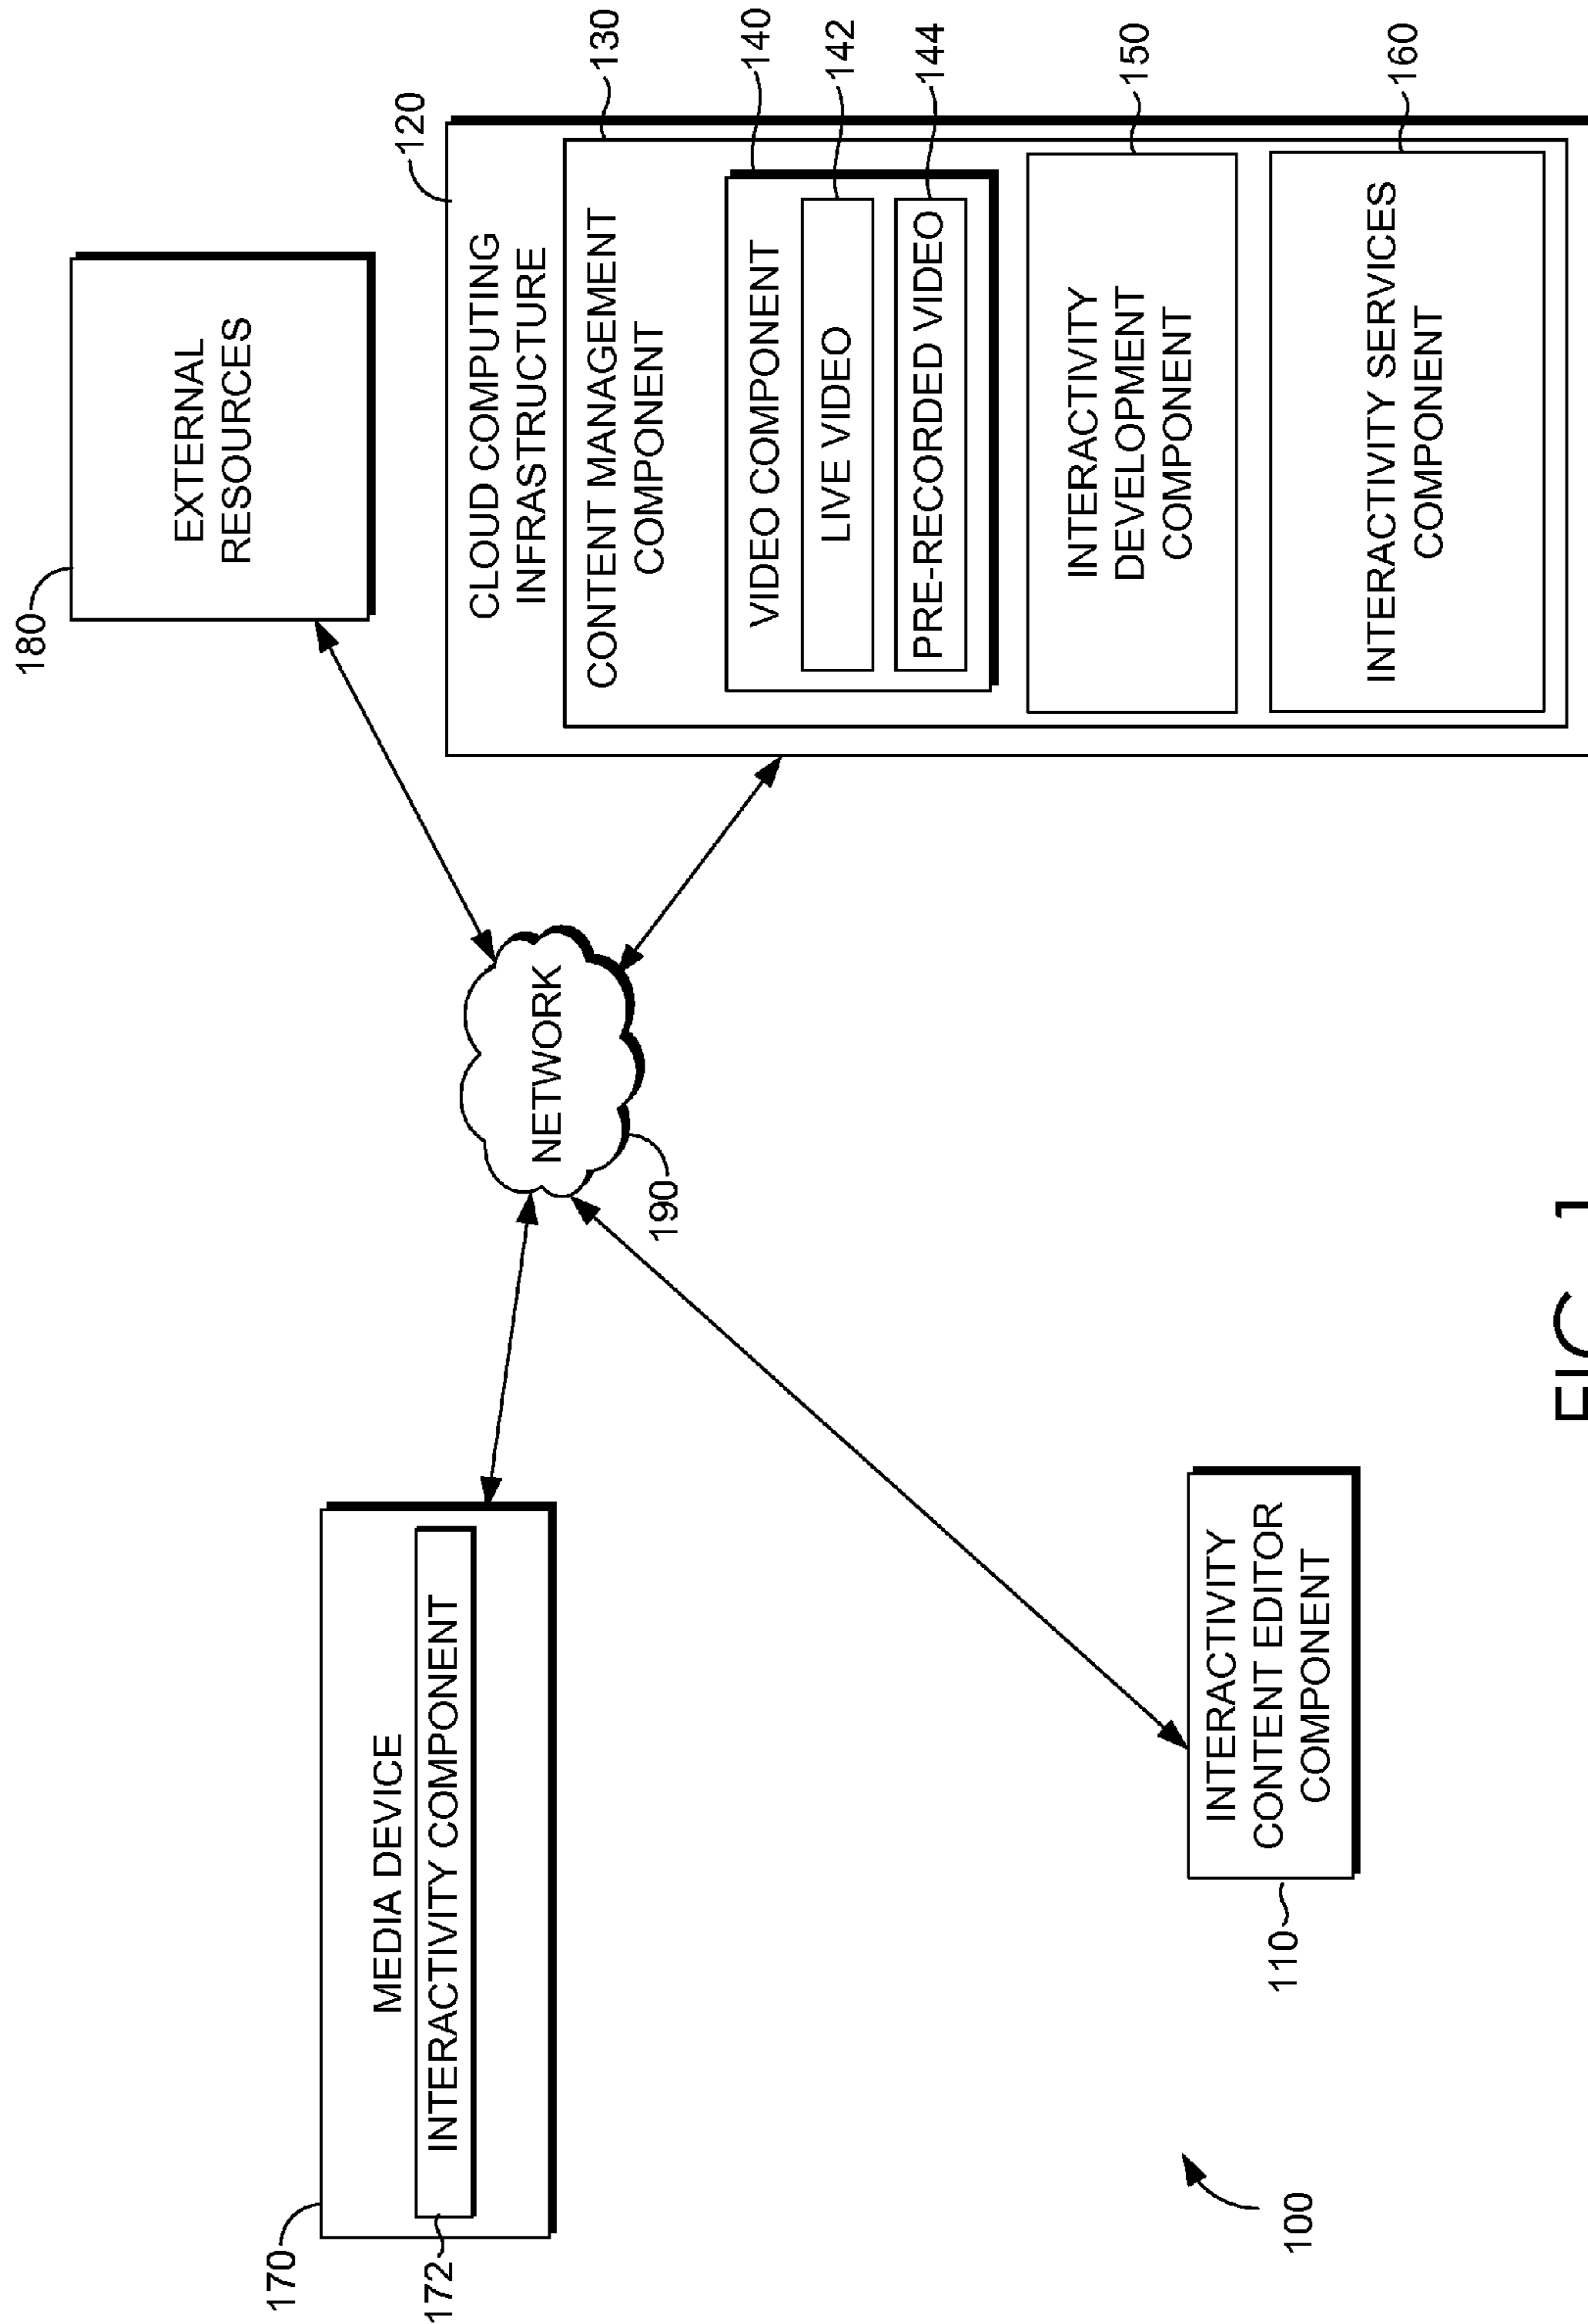 180
EXTERNAL
RESOURCES
120
CLOUD COMPUTING
INFRASTRUCTURE
130
CONTENT MANAGEMENT
COMPONENT
140
VIDEO COMPONENT
142
LIVE VIDEO
144
PRE-RECORDED VIDEO
150
INTERACTIVITY
DEVELOPMENT
COMPONENT
160
INTERACTIVITY SERVICES
COMPONENT
NETWORK
190
170
MEDIA DEVICE
172
INTERACTIVITY COMPONENT
110
INTERACTIVITY
CONTENT EDITOR
COMPONENT
100
FIG. 1